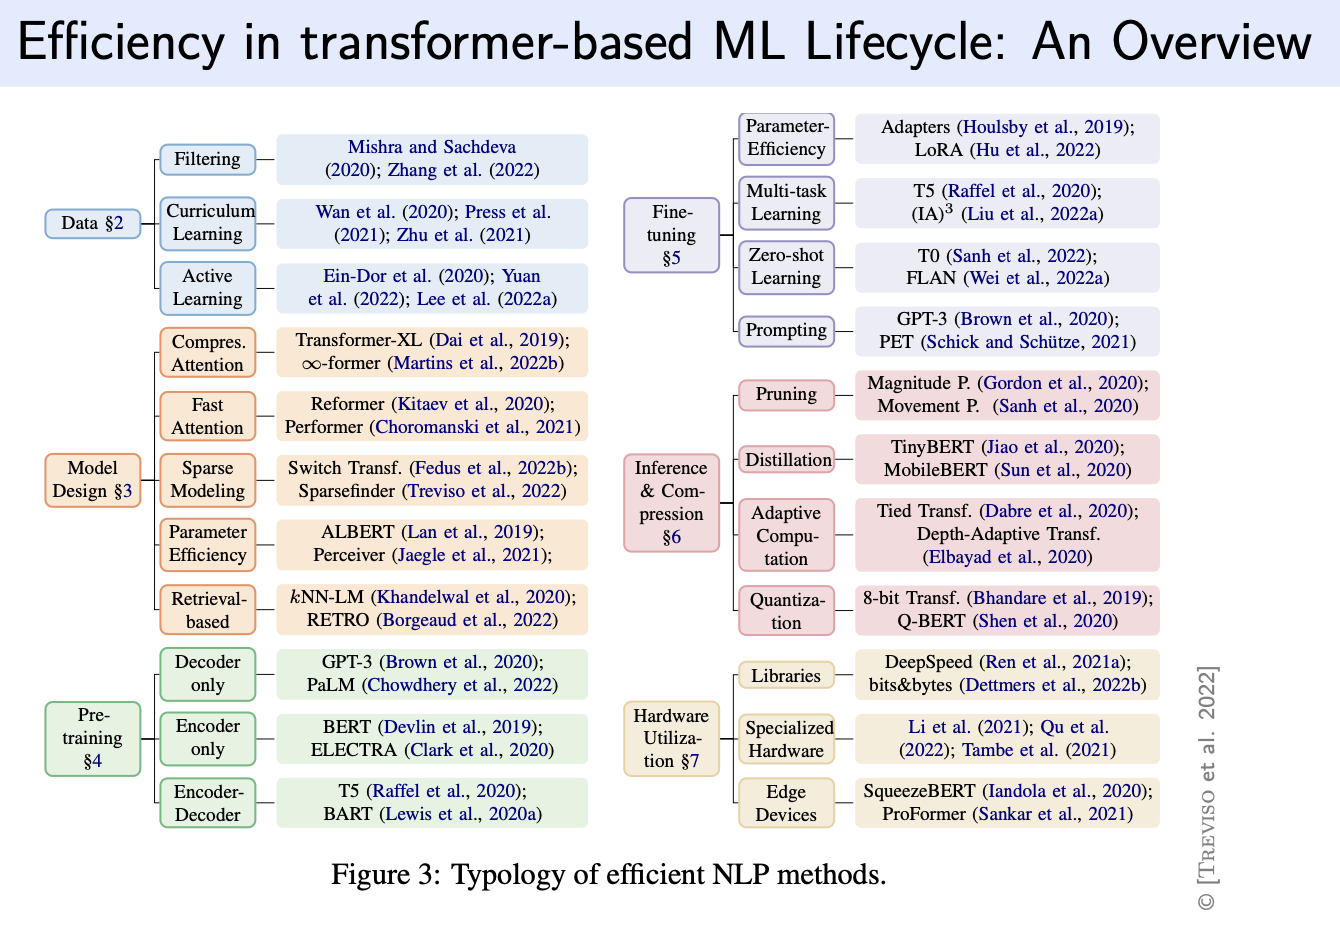 Efficiency in transformer-based ML Lifecycle: An Overview
Data §2
Filtering
Mishra and Sachdeva
(2020); Zhang et al. (2022)
Curriculum
Learning
Wan et al. (2020); Press et al.
(2021); Zhu et al. (2021)
Active
Learning
Ein-Dor et al. (2020); Yuan
et al. (2022); Lee et al. (2022a)
Model
Design §3
Compres.
Attention
Transformer-XL (Dai et al., 2019);
∞-former (Martins et al., 2022b)
Fast
Attention
Reformer (Kitaev et al., 2020);
Performer (Choromanski et al., 2021)
Sparse
Modeling
Switch Transf. (Fedus et al., 2022b);
Sparsefinder (Treviso et al., 2022)
Parameter
Efficiency
ALBERT (Lan et al., 2019);
Perceiver (Jaegle et al., 2021);
Retrieval-
based
kNN-LM (Khandelwal et al., 2020);
RETRO (Borgeaud et al., 2022)
Pre-
training
§4
Decoder
only
GPT-3 (Brown et al., 2020);
PaLM (Chowdhery et al., 2022)
Encoder
only
BERT (Devlin et al., 2019);
ELECTRA (Clark et al., 2020)
Encoder-
Decoder
T5 (Raffel et al., 2020);
BART (Lewis et al., 2020a)
Fine-
tuning
§5
Parameter-
Efficiency
Adapters (Houlsby et al., 2019);
LoRA (Hu et al., 2022)
Multi-task
Learning
T5 (Raffel et al., 2020);
(IA)³ (Liu et al., 2022a)
Zero-shot
Learning
T0 (Sanh et al., 2022);
FLAN (Wei et al., 2022a)
Prompting
GPT-3 (Brown et al., 2020);
PET (Schick and Schütze, 2021)
Inference
& Com-
pression
§6
Pruning
Magnitude P. (Gordon et al., 2020);
Movement P. (Sanh et al., 2020)
Distillation
TinyBERT (Jiao et al., 2020);
MobileBERT (Sun et al., 2020)
Adaptive
Compu-
tation
Tied Transf. (Dabre et al., 2020);
Depth-Adaptive Transf.
(Elbayad et al., 2020)
Quantiza-
tion
8-bit Transf. (Bhandare et al., 2019);
Q-BERT (Shen et al., 2020)
Hardware
Utiliza-
tion §7
Libraries
DeepSpeed (Ren et al., 2021a);
bits&bytes (Dettmers et al., 2022b)
Specialized
Hardware
Li et al. (2021); Qu et al.
(2022); Tambe et al. (2021)
Edge
Devices
SqueezeBERT (Iandola et al., 2020);
ProFormer (Sankar et al., 2021)
Figure 3: Typology of efficient NLP methods.
© [TREVISO et al. 2022]